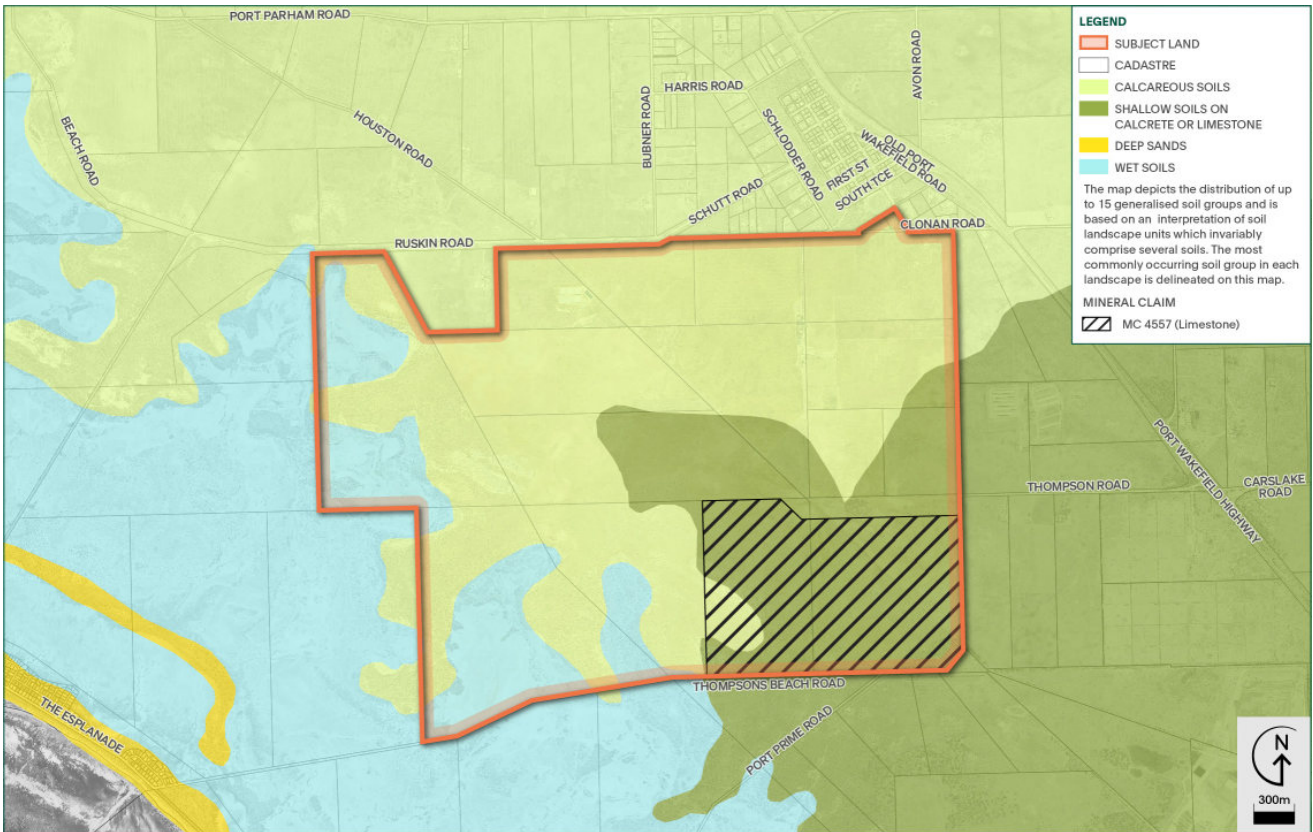 PORT PARHAM ROAD
BEACH ROAD
HOUSTON ROAD
BUBNER ROAD
HARRIS ROAD
AVON ROAD
SCHLODDER ROAD
OLD PORT
WAKEFIELD ROAD
FIRST ST
SOUTH TCE
SCHUTT ROAD
CLONAN ROAD
RUSKIN ROAD
LEGEND
SUBJECT LAND
CADASTRE
CALCAREOUS SOILS
SHALLOW SOILS ON
CALCRETE OR LIMESTONE
DEEP SANDS
WET SOILS
The map depicts the distribution of up
to 15 generalised soil groups and is
based on an interpretation of soil
landscape units which invariably
comprise several soils. The most
commonly occurring soil group in each
landscape is delineated on this map.
MINERAL CLAIM
MC 4557 (Limestone)
PORT WAKEFIELD HIGHWAY
THOMPSON ROAD
CARSLAKE
ROAD
THOMPSONS BEACH ROAD
PORT PRIME ROAD
THE ESPLANADE
N
300m